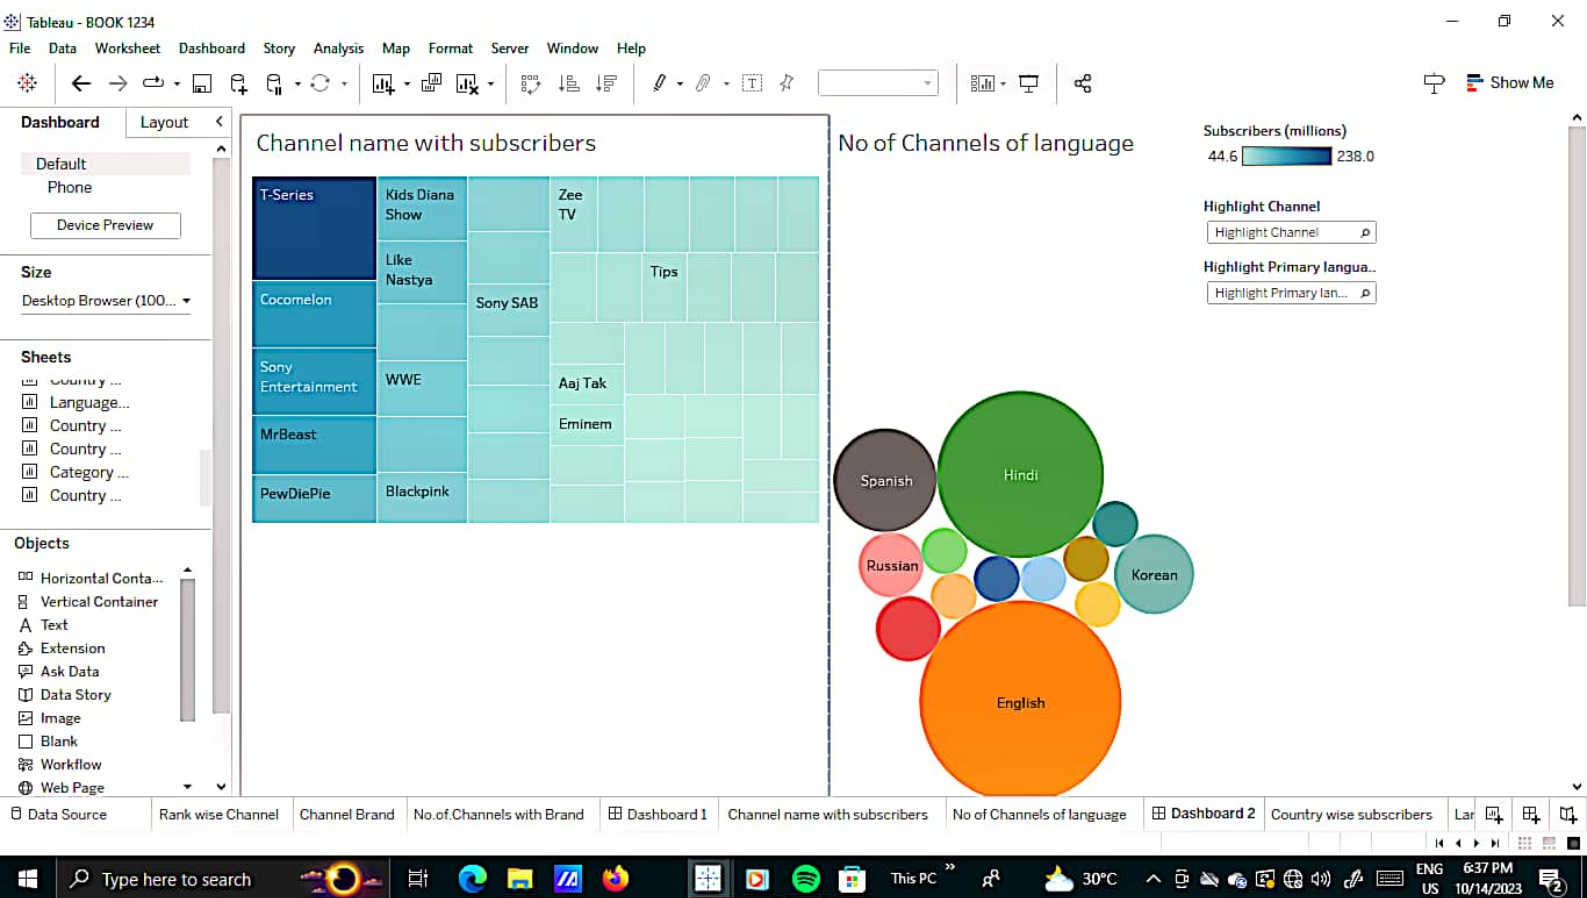 Tableau - BOOK 1234
File Data Worksheet Dashboard Story Analysis Map Format Server Window Help
Show Me
Dashboard Layout
Default
Phone
Device Preview
Size
Desktop Browser (100...
Sheets
Country ...
Language...
Country ...
Country ...
Category ...
Country ...
Objects
Horizontal Conta...
Vertical Container
Text
Extension
Ask Data
Data Story
Image
Blank
Workflow
Web Page
Channel name with subscribers
T-Series
Cocomelon
Sony
Entertainment
MrBeast
PewDiePie
Kids Diana
Show
Like
Nastya
WWE
Blackpink
Sony SAB
Zee
TV
Tips
Aaj Tak
Eminem
No of Channels of language
Spanish
Hindi
Russian
Korean
English
Subscribers (millions)
44.6 238.0
Highlight Channel
Highlight Channel
Highlight Primary langua..
Highlight Primary lan...
Data Source Rank wise Channel Channel Brand No.of.Channels with Brand Dashboard 1 Channel name with subscribers No of Channels of language Dashboard 2 Country wise subscribers Lar
Type here to search
This PC
30°C
ENG
US
6:37 PM
10/14/2023
2